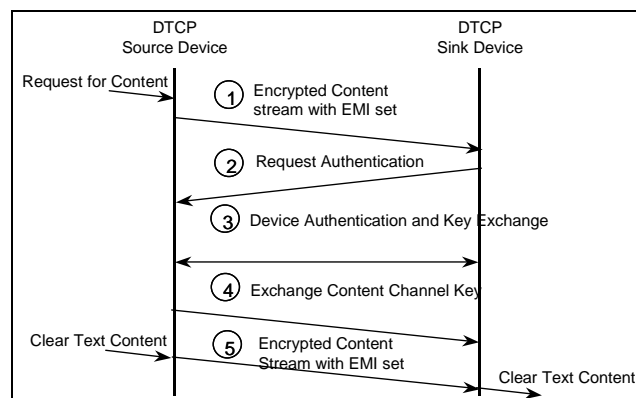 DTCP
Source Device
DTCP
Sink Device
Request for Content
1
Encrypted Content
stream with EMI set
2
Request Authentication
3
Device Authentication and Key Exchange
4
Exchange Content Channel Key
Clear Text Content
5
Encrypted Content
Stream with EMI set
Clear Text Content